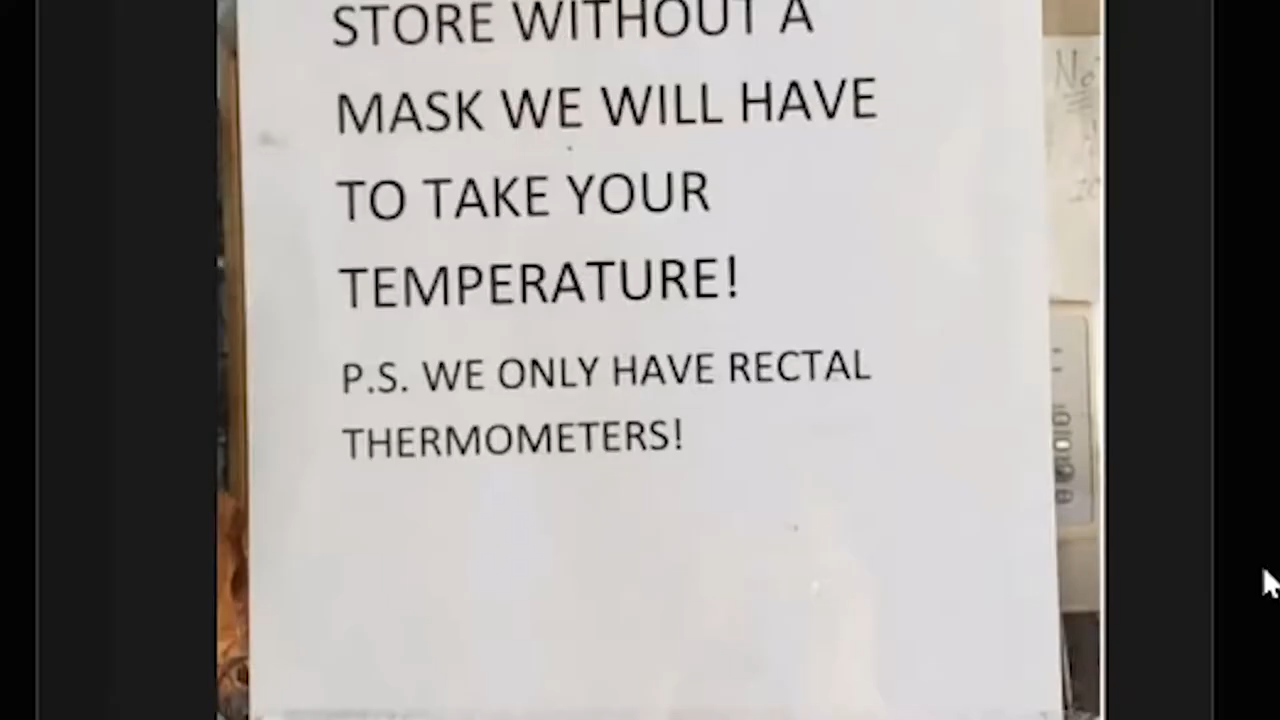 STORE WITHOUT A
MASK WE WILL HAVE
TO TAKE YOUR
TEMPERATURE!
P.S. WE ONLY HAVE RECTAL
THERMOMETERS!